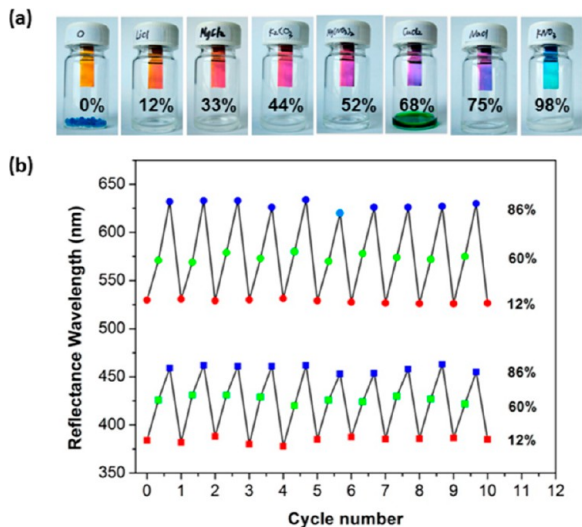 (a)
O LiCl MgCl₂ K₂CO₃ Mg(NO₃)₂ CuCl₂ NaCl KNO₃
0% 12% 33% 44% 52% 68% 75% 98%
(b)
Reflectance Wavelength (nm)
650
600
550
500
450
400
350
86%
60%
12%
86%
60%
12%
0 1 2 3 4 5 6 7 8 9 10 11 12
Cycle number